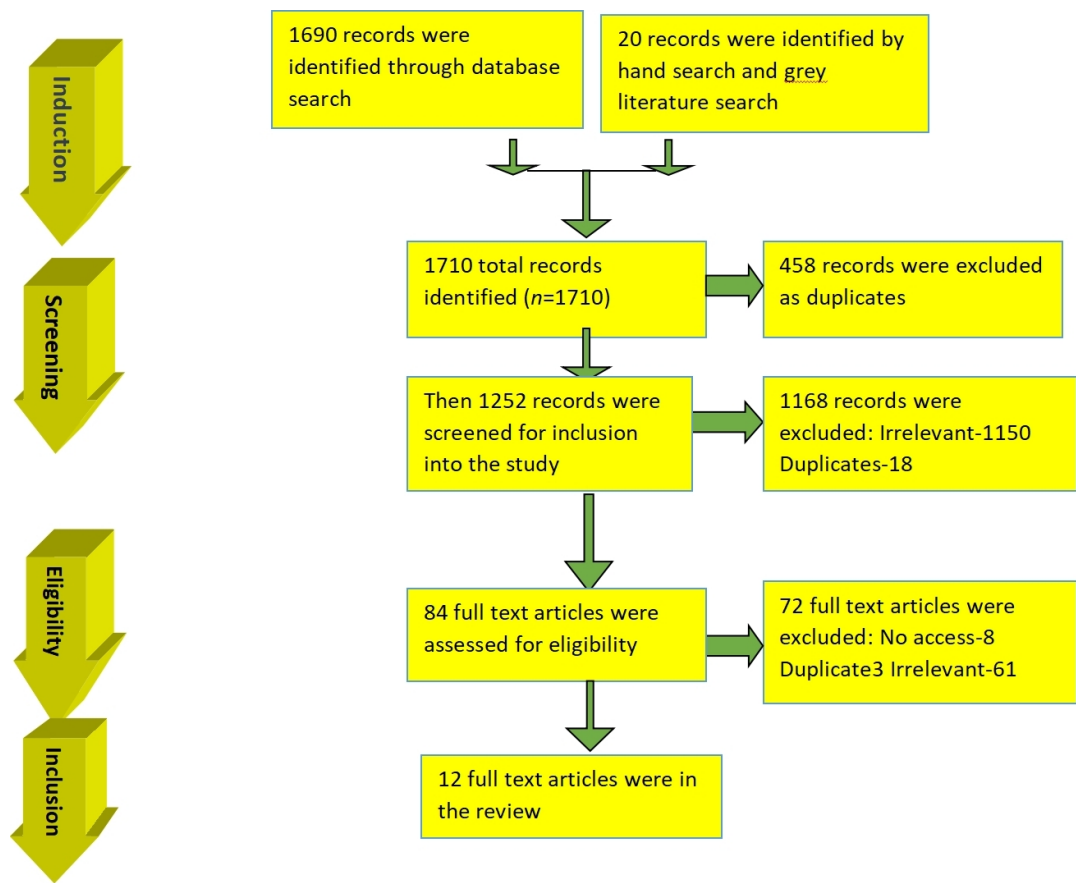 Induction
1690 records were
identified through database
search
20 records were identified by
hand search and grey
literature search
Screening
1710 total records
identified (n=1710)
458 records were excluded
as duplicates
Then 1252 records were
screened for inclusion
into the study
1168 records were
excluded: Irrelevant-1150
Duplicates-18
Eligibility
84 full text articles were
assessed for eligibility
72 full text articles were
excluded: No access-8
Duplicate3 Irrelevant-61
Inclusion
12 full text articles were in
the review